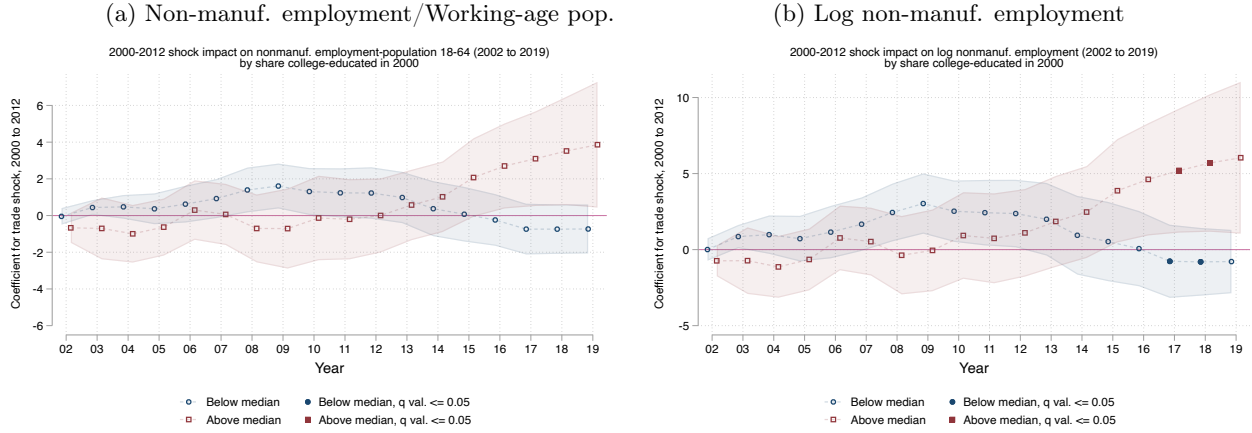 (a) Non-manuf. employment/Working-age pop.
2000-2012 shock impact on nonmanuf. employment-population 18-64 (2002 to 2019)
by share college-educated in 2000
Coefficient for trade shock, 2000 to 2012
6
4
2
0
-2
-4
-6
02 03 04 05 06 07 08 09 10 11 12 13 14 15 16 17 18 19
Year
Below median
Below median, q val. <= 0.05
Above median
Above median, q val. <= 0.05
(b) Log non-manuf. employment
2000-2012 shock impact on log nonmanuf. employment (2002 to 2019)
by share college-educated in 2000
Coefficient for trade shock, 2000 to 2012
10
5
0
-5
02 03 04 05 06 07 08 09 10 11 12 13 14 15 16 17 18 19
Year
Below median
Below median, q val. <= 0.05
Above median
Above median, q val. <= 0.05